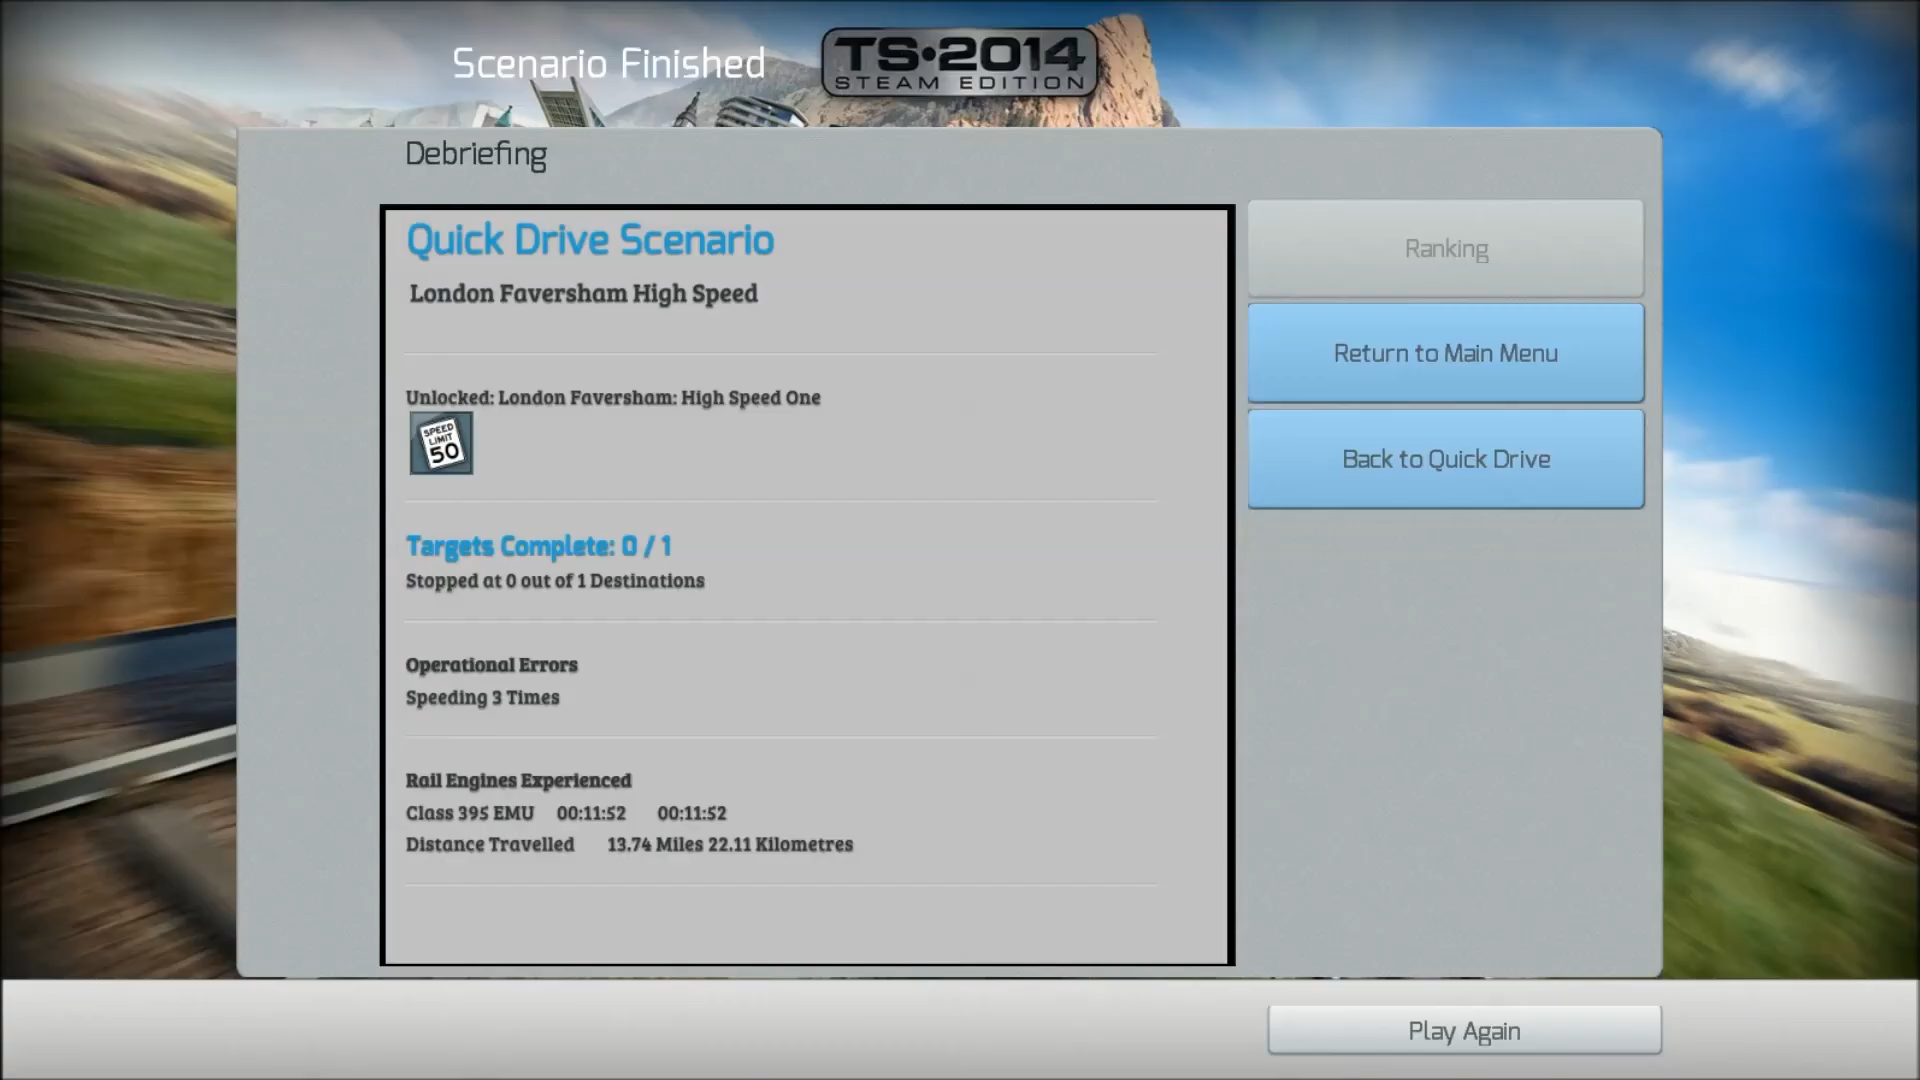 Scenario Finished
TS•2014
STEAM EDITION
Debriefing
Quick Drive Scenario
London Faversham High Speed
Unlocked: London Faversham: High Speed One
SPEED
LIMIT
50
Targets Complete: 0 / 1
Stopped at 0 out of 1 Destinations
Operational Errors
Speeding 3 Times
Rail Engines Experienced
Class 395 EMU 00:11:52 00:11:52
Distance Travelled 13.74 Miles 22.11 Kilometres
Ranking
Return to Main Menu
Back to Quick Drive
Play Again